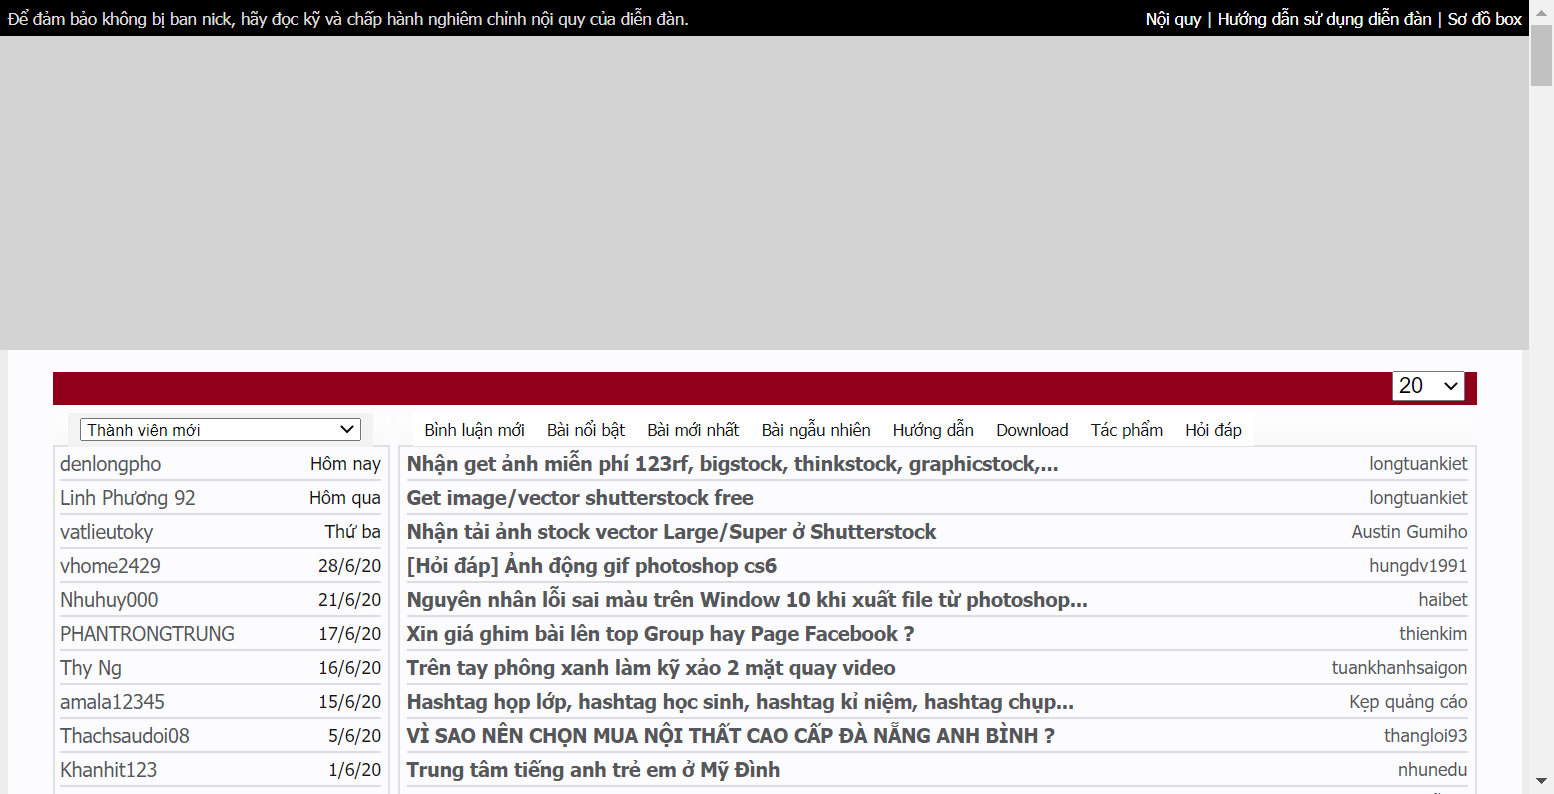 Để đảm bảo không bị ban nick, hãy đọc kỹ và chấp hành nghiêm chỉnh nội quy của diễn đàn.
Nội quy | Hướng dẫn sử dụng diễn đàn | Sơ đồ box
20
Thành viên mới
Bình luận mới Bài nổi bật Bài mới nhất Bài ngẫu nhiên Hướng dẫn Download Tác phẩm Hỏi đáp
denlongpho Hôm nay
Linh Phương 92 Hôm qua
vatlieutoky Thứ ba
vhome2429 28/6/20
Nhuhuy000 21/6/20
PHANTRONGTRUNG 17/6/20
Thy Ng 16/6/20
amala12345 15/6/20
Thachsaudoi08 5/6/20
Khanhit123 1/6/20
Nhận get ảnh miễn phí 123rf, bigstock, thinkstock, graphicstock,... longtuankiet
Get image/vector shutterstock free longtuankiet
Nhận tải ảnh stock vector Large/Super ở Shutterstock Austin Gumiho
[Hỏi đáp] Ảnh động gif photoshop cs6 hungdv1991
Nguyên nhân lỗi sai màu trên Window 10 khi xuất file từ photoshop... haibet
Xin giá ghim bài lên top Group hay Page Facebook ? thienkim
Trên tay phông xanh làm kỹ xảo 2 mặt quay video tuankhanhsaigon
Hashtag họp lớp, hashtag học sinh, hashtag kỉ niệm, hashtag chụp... Kẹp quảng cáo
VÌ SAO NÊN CHỌN MUA NỘI THẤT CAO CẤP ĐÀ NẴNG ANH BÌNH ? thangloi93
Trung tâm tiếng anh trẻ em ở Mỹ Đình nhunedu